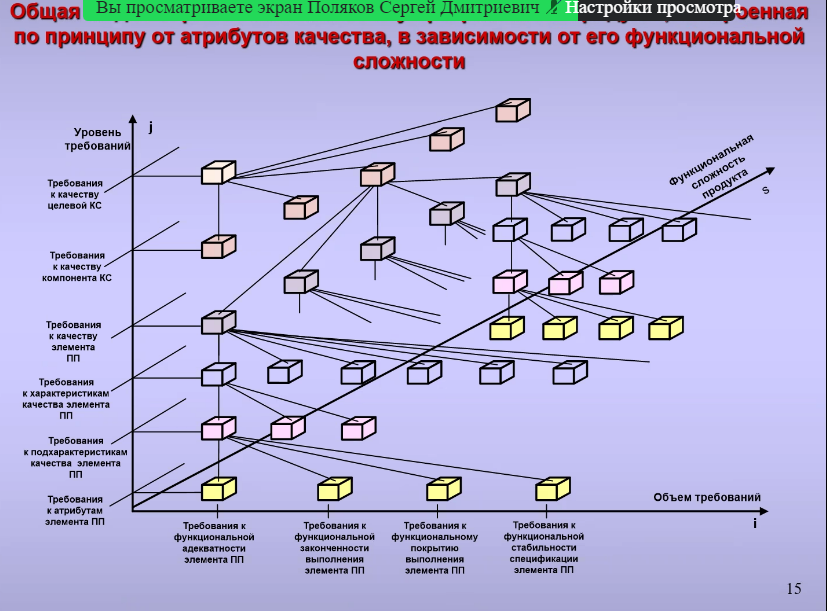 Вы просматриваете экран Поляков Сергей Дмитриевич
Настройки просмотра
Общая
по принципу от атрибутов качества, в зависимости от его функциональной
сложности
Уровень
требований
j
Функциональная
сложность
продукта
S
Требования
к качеству
целевой КС
Требования
к качеству
компонента КС
Требования
к качеству
элемента
ПП
Требования
к характеристикам
качества элемента
ПП
Требования
к подхарактеристикам
качества элемента
ПП
Требования
к атрибутам
элемента ПП
Объем требований
i
Требования к
функциональной
адекватности
элемента ПП
Требования к
функциональной
законченности
выполнения
элемента ПП
Требования к
функциональному
покрытию
выполнения
элемента ПП
Требования к
функциональной
стабильности
спецификации
элемента ПП
15